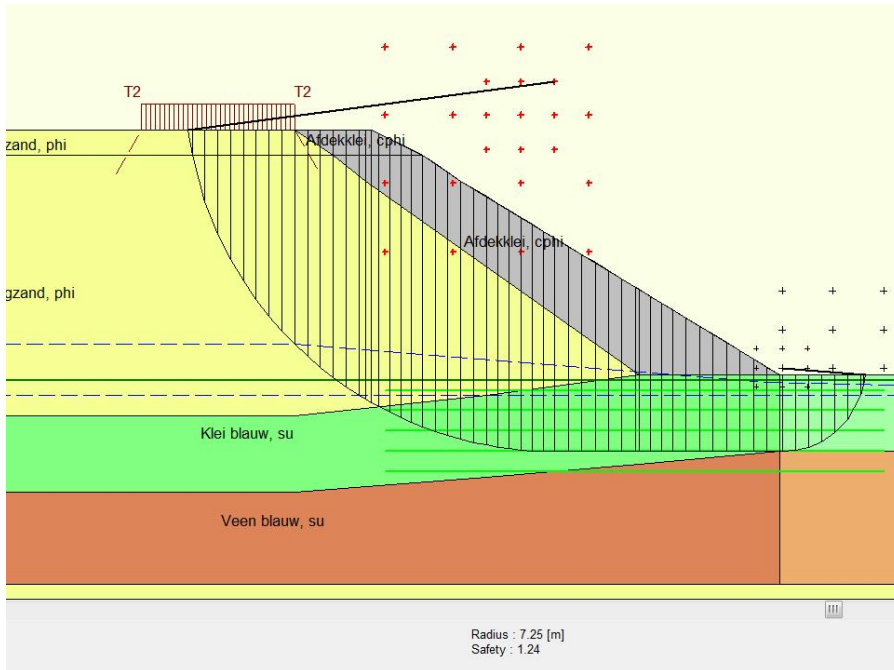 T2 T2
zand, phi
Afdekklei, cphi
Afdekklei, cphi
gzand, phi
Klei blauw, su
Veen blauw, su
Radius : 7.25 [m]
Safety : 1.24